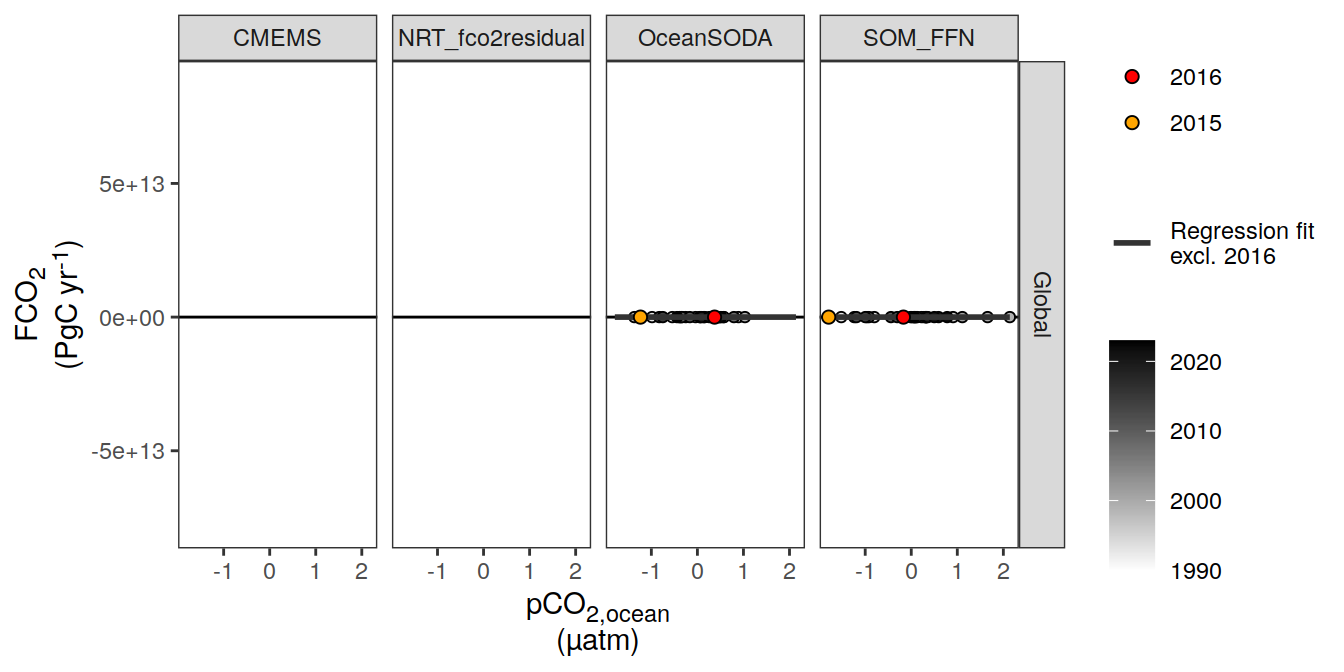 CMEMS
NRT_fco2residual
OceanSODA
SOM_FFN
Global
FCO₂
(PgC yr⁻¹)
5e+13
0e+00
-5e+13
-1 0 1 2
-1 0 1 2
-1 0 1 2
-1 0 1 2
pCO₂,ocean
(µatm)
2016
2015
Regression fit
excl. 2016
2020
2010
2000
1990